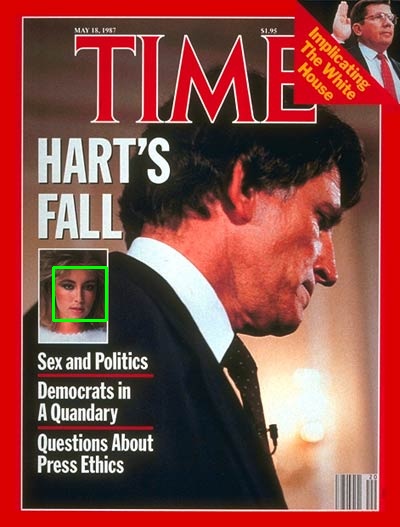 MAY 18, 1987
$1.95
TIME
Implicating
The White
House
HART'S
FALL
Sex and Politics
Democrats in
A Quandary
Questions About
Press Ethics
20